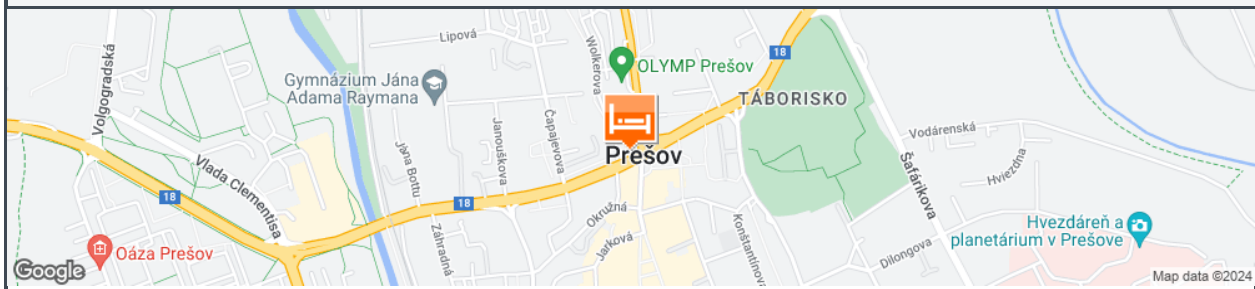 Volgogradská
Lipová
Wolkerova
18
OLYMP Prešov
Gymnázium Jána
Adama Raymana
TÁBORISKO
Čapajevova
Janouškova
Jána Bottu
Prešov
Vodárenská
Hviezdna
Šafárikova
Vlada Clementisa
18
18
Okružná
Konštantínova
Hvezdáreň a
planetárium v Prešove
Oáza Prešov
Záhradná
Jarková
Dilongova
Google
Map data ©2024